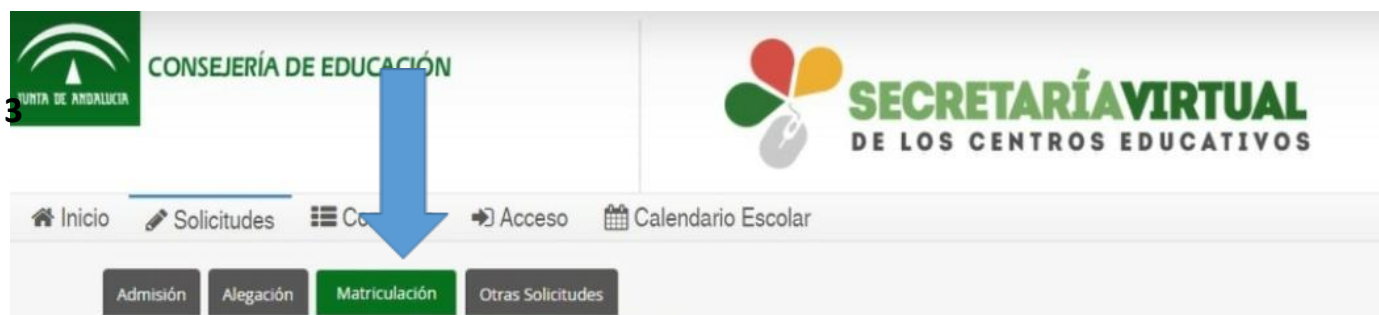 CONSEJERÍA DE EDUCACIÓN
JUNTA DE ANDALUCIA
3
SECRETARÍAVIRTUAL
DE LOS CENTROS EDUCATIVOS
Inicio Solicitudes Acceso Calendario Escolar
Admisión Alegación Matriculación Otras Solicitudes